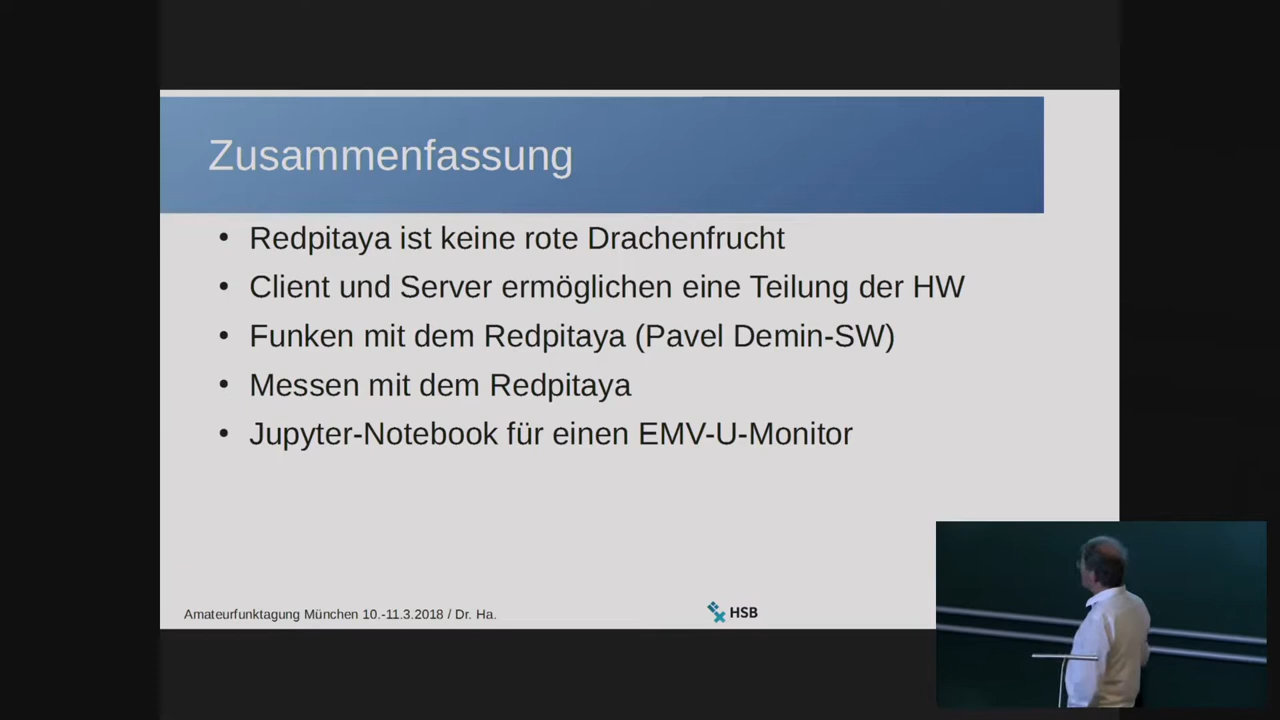 Zusammenfassung
• Redpitaya ist keine rote Drachenfrucht
• Client und Server ermöglichen eine Teilung der HW
• Funken mit dem Redpitaya (Pavel Demin-SW)
• Messen mit dem Redpitaya
• Jupyter-Notebook für einen EMV-U-Monitor
Amateurfunktagung München 10.-11.3.2018 / Dr. Ha.
HSB